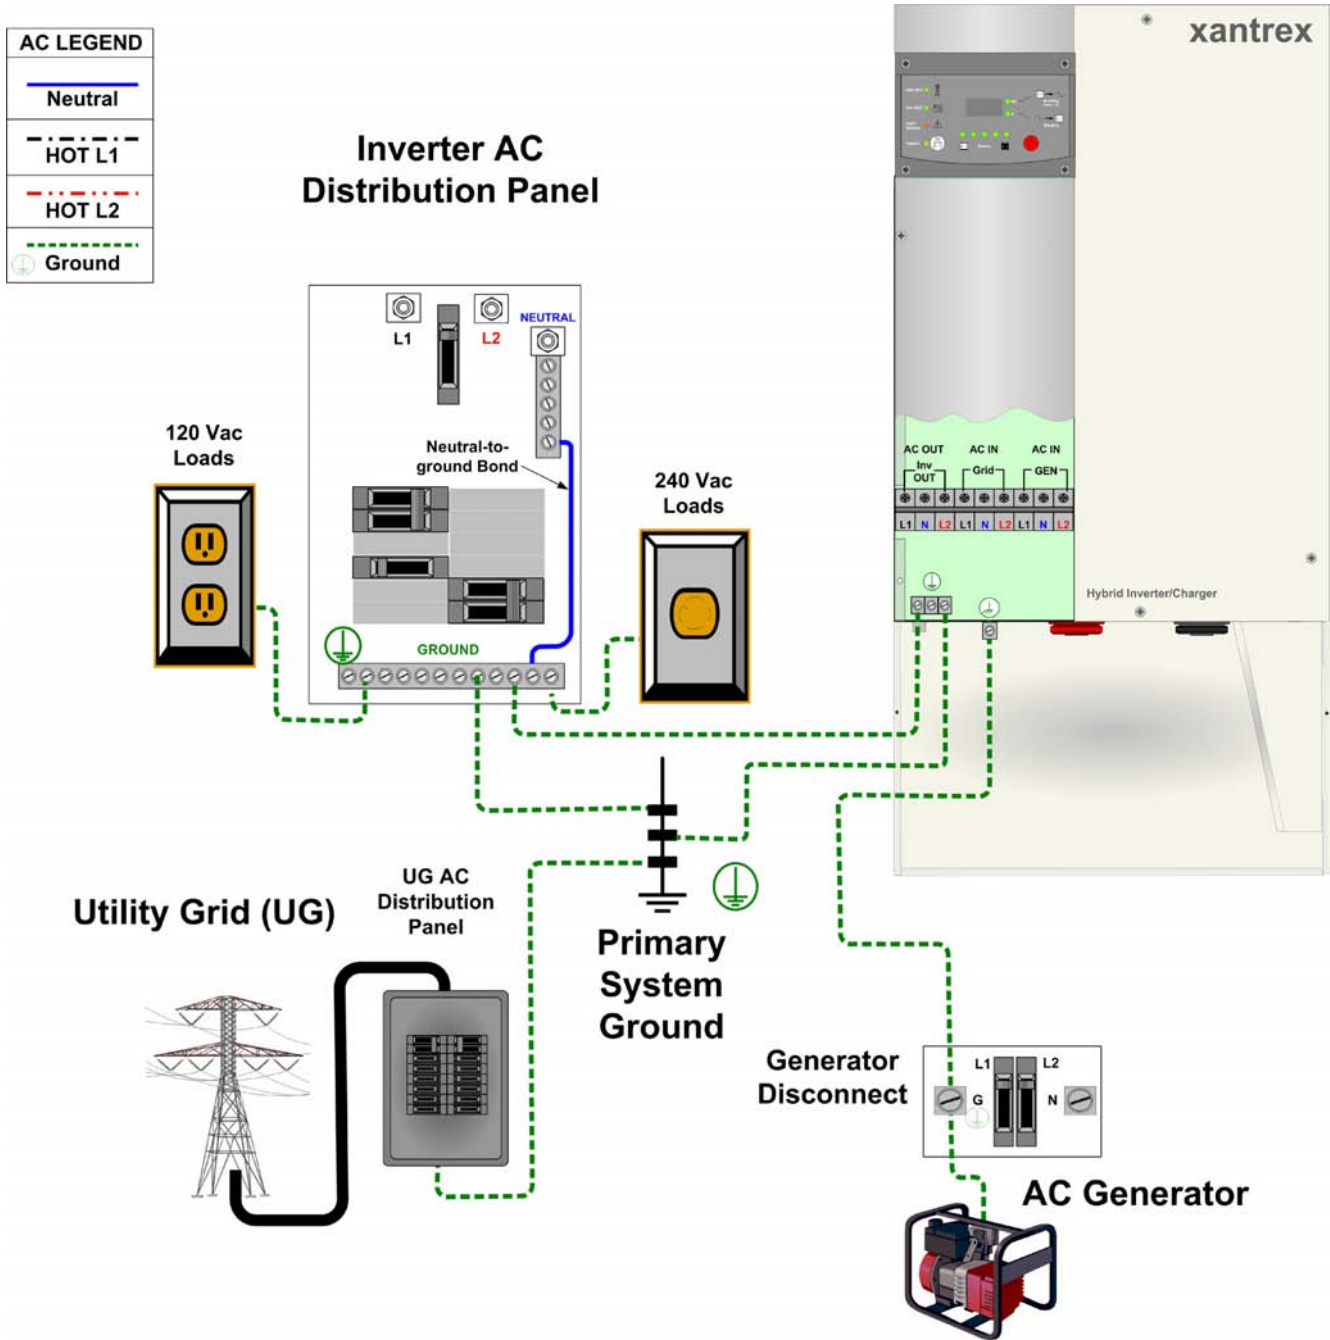 AC LEGEND
Neutral
HOT L1
HOT L2
Ground
xantrex
Inverter AC
Distribution Panel
L1
L2
NEUTRAL
Neutral-to-
ground Bond
120 Vac
Loads
240 Vac
Loads
GROUND
AC OUT AC IN AC IN
Inv
OUT
Grid GEN
L1 N L2 L1 N L2 L1 N L2
Hybrid Inverter/Charger
Utility Grid (UG)
UG AC
Distribution
Panel
Primary
System
Ground
Generator
Disconnect
L1 L2
G N
AC Generator